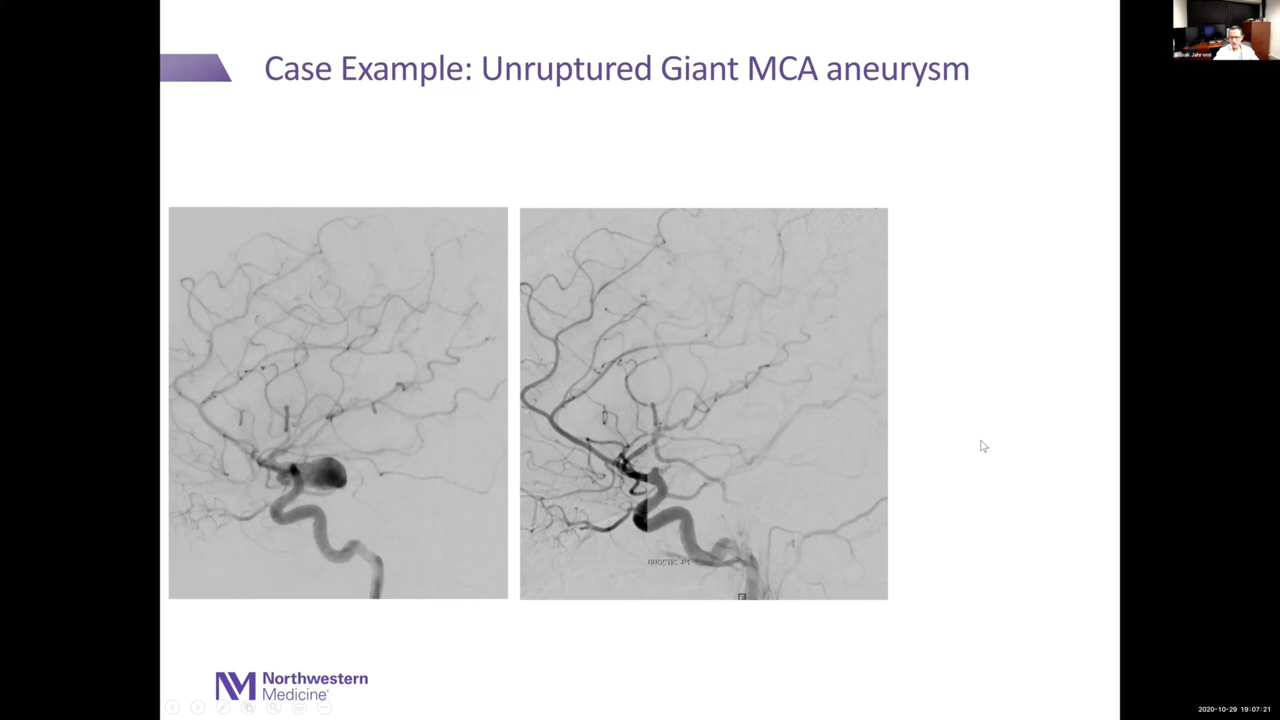 Case Example: Unruptured Giant MCA aneurysm
Northwestern
Medicine
2020-10-29 19:07:21